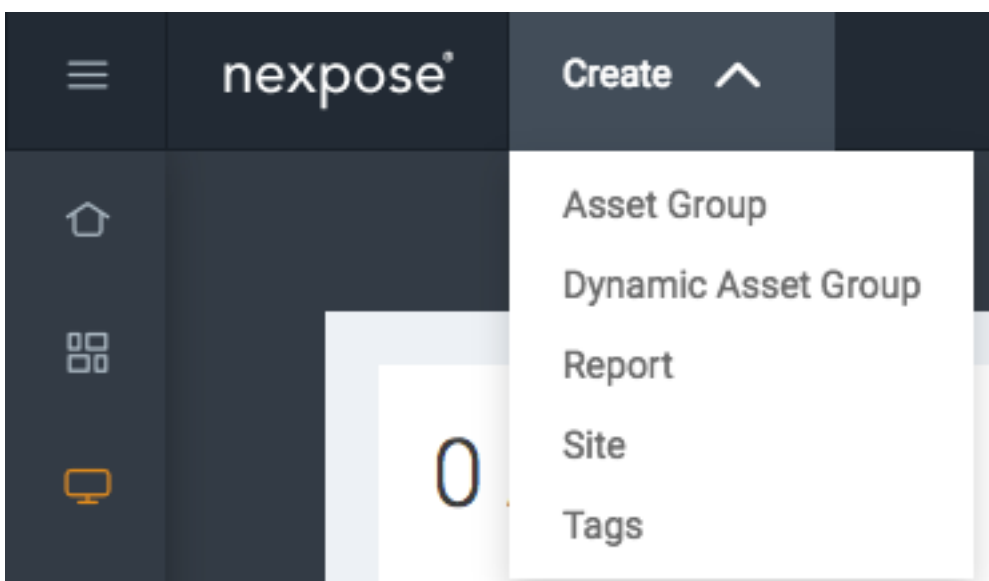 nexpose®
Create
Asset Group
Dynamic Asset Group
Report
Site
Tags
0